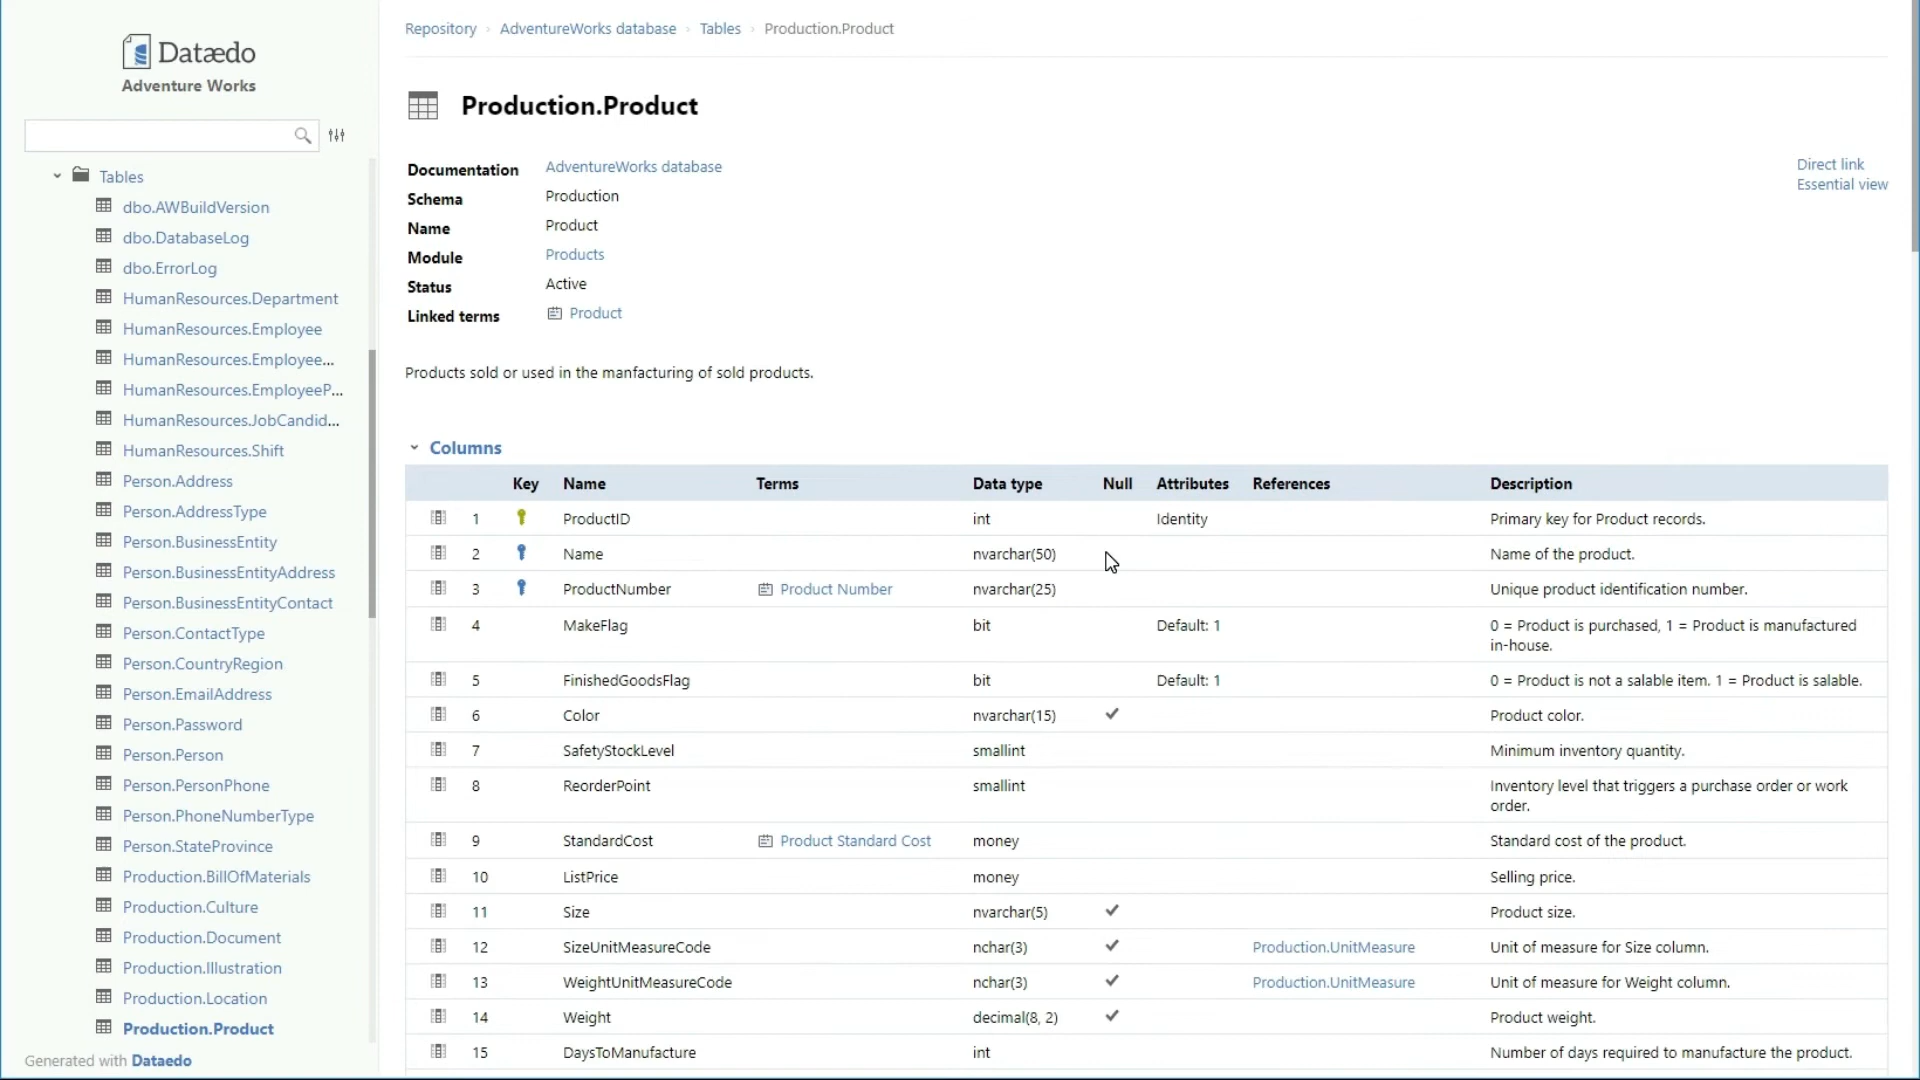 Dataedo
Adventure Works
Tables
dbo.AWBuildVersion
dbo.DatabaseLog
dbo.ErrorLog
HumanResources.Department
HumanResources.Employee
HumanResources.Employee...
HumanResources.EmployeeP...
HumanResources.JobCandid...
HumanResources.Shift
Person.Address
Person.AddressType
Person.BusinessEntity
Person.BusinessEntityAddress
Person.BusinessEntityContact
Person.ContactType
Person.CountryRegion
Person.EmailAddress
Person.Password
Person.Person
Person.PersonPhone
Person.PhoneNumberType
Person.StateProvince
Production.BillOfMaterials
Production.Culture
Production.Document
Production.Illustration
Production.Location
Production.Product
Generated with Dataedo
Repository › AdventureWorks database › Tables › Production.Product
Production.Product
Direct link
Essential view
Documentation AdventureWorks database
Schema Production
Name Product
Module Products
Status Active
Linked terms Product
Products sold or used in the manfacturing of sold products.
Columns
Key Name Terms Data type Null Attributes References Description
1 ProductID int Identity Primary key for Product records.
2 Name nvarchar(50) Name of the product.
3 ProductNumber Product Number nvarchar(25) Unique product identification number.
4 MakeFlag bit Default: 1 0 = Product is purchased, 1 = Product is manufactured
in-house.
5 FinishedGoodsFlag bit Default: 1 0 = Product is not a salable item. 1 = Product is salable.
6 Color nvarchar(15) ✓ Product color.
7 SafetyStockLevel smallint Minimum inventory quantity.
8 ReorderPoint smallint Inventory level that triggers a purchase order or work
order.
9 StandardCost Product Standard Cost money Standard cost of the product.
10 ListPrice money Selling price.
11 Size nvarchar(5) ✓ Product size.
12 SizeUnitMeasureCode nchar(3) ✓ Production.UnitMeasure Unit of measure for Size column.
13 WeightUnitMeasureCode nchar(3) ✓ Production.UnitMeasure Unit of measure for Weight column.
14 Weight decimal(8, 2) ✓ Product weight.
15 DaysToManufacture int Number of days required to manufacture the product.